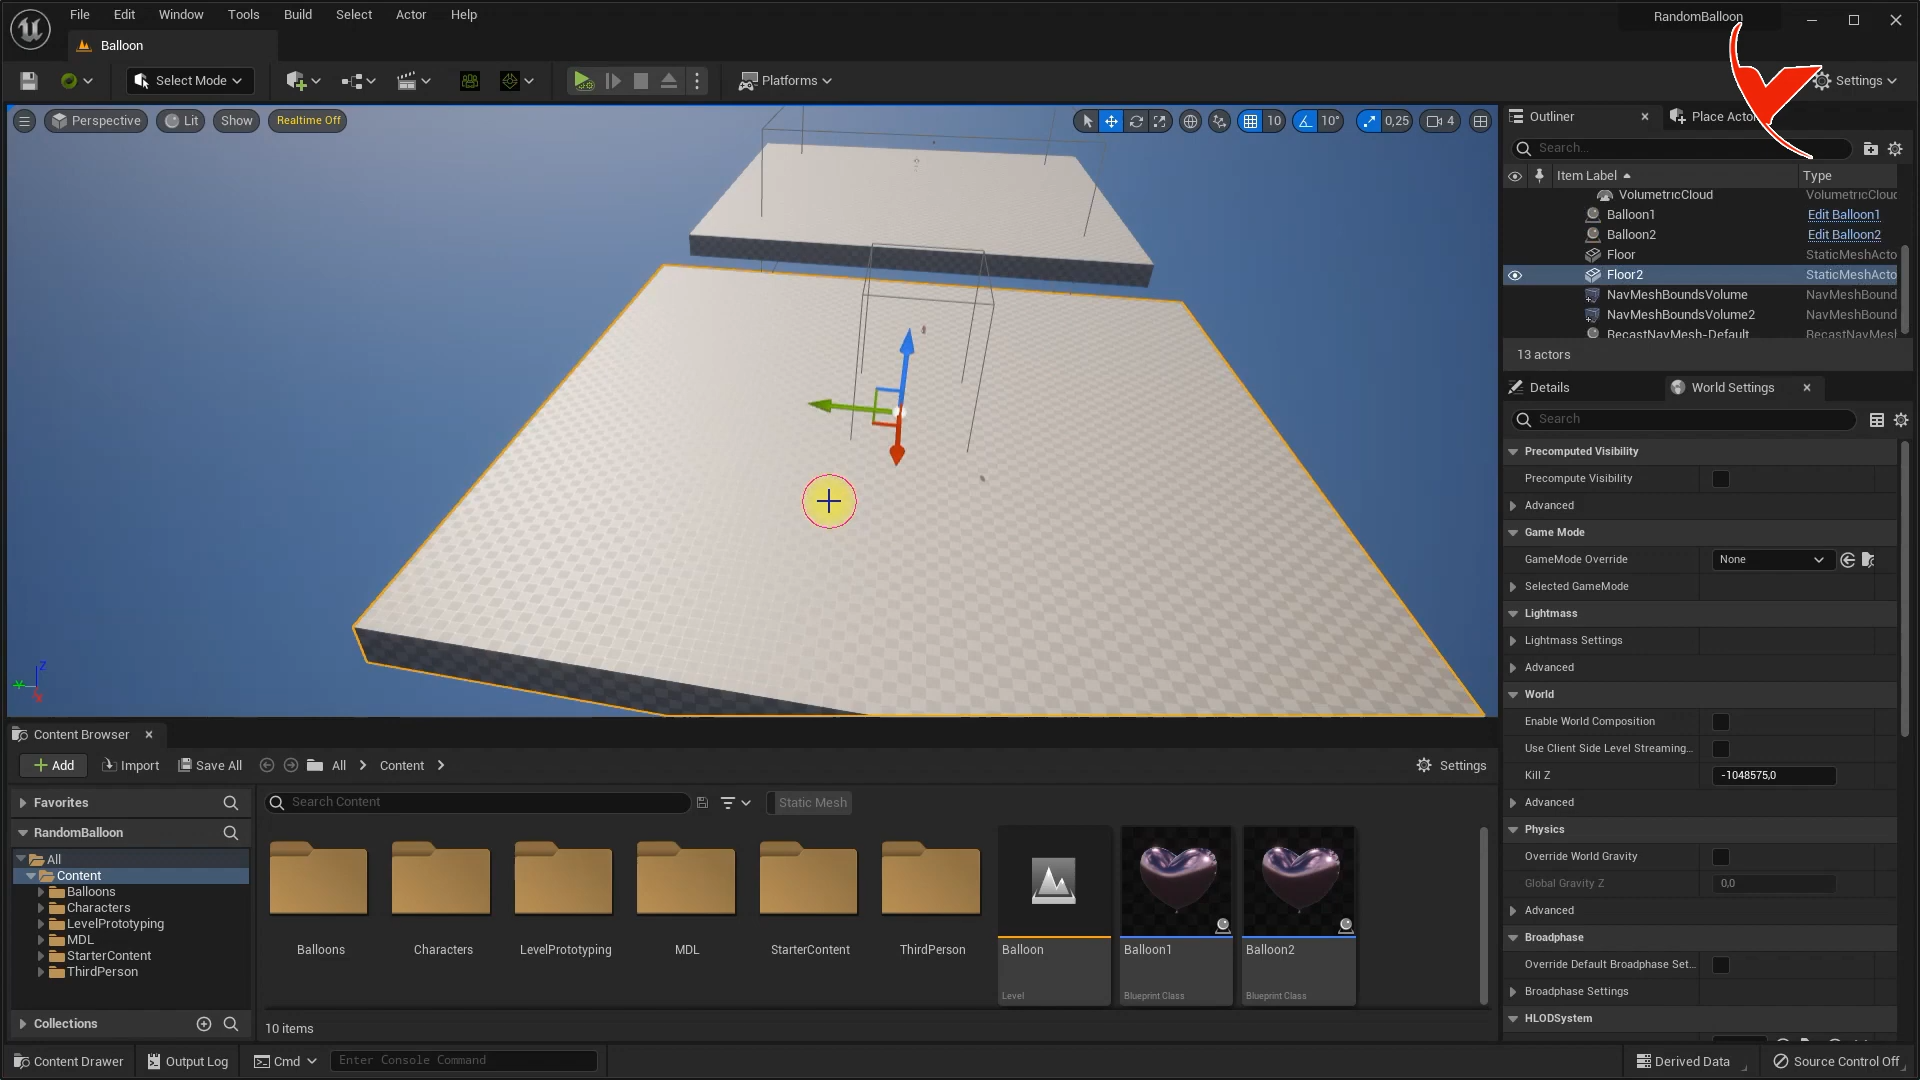 File Edit Window Tools Build Select Actor Help
RandomBalloon
Balloon
Select Mode
Platforms
Settings
Perspective Lit Show Realtime Off
10 10° 0,25 4
Outliner
Place Acto
Search...
Item Label Type
VolumetricCloud VolumetricCloud
Balloon1 Edit Balloon1
Balloon2 Edit Balloon2
Floor StaticMeshActo
Floor2 StaticMeshActo
NavMeshBoundsVolume NavMeshBound
NavMeshBoundsVolume2 NavMeshBound
RecastNavMesh-Default RecastNavMesh
13 actors
Details World Settings
Search
Precomputed Visibility
Precompute Visibility
Advanced
Game Mode
GameMode Override None
Selected GameMode
Lightmass
Lightmass Settings
Advanced
World
Enable World Composition
Use Client Side Level Streaming...
Kill Z -1048575,0
Advanced
Physics
Override World Gravity
Global Gravity Z 0,0
Advanced
Broadphase
Override Default Broadphase Set...
Broadphase Settings
HLODSystem
Z
Y
X
Content Browser
Add Import Save All All Content Settings
Favorites
Search Content
Static Mesh
RandomBalloon
All
Content
Balloons
Characters
LevelPrototyping
MDL
StarterContent
ThirdPerson
Collections
Balloons Characters LevelPrototyping MDL StarterContent ThirdPerson Balloon Balloon1 Balloon2
Level Blueprint Class Blueprint Class
10 items
Content Drawer Output Log Cmd Enter Console Command Derived Data Source Control Off